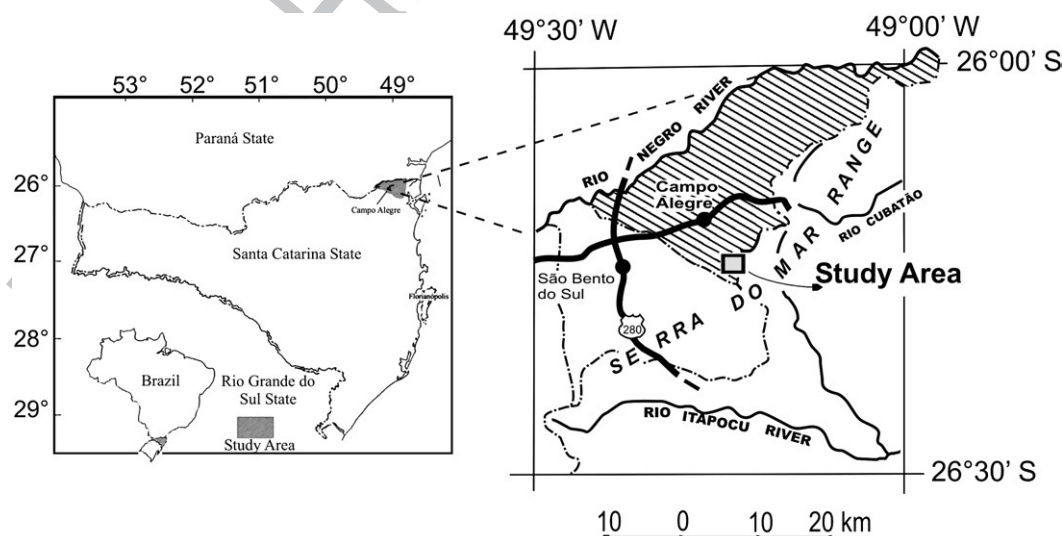 53° 52° 51° 50° 49°
Paraná State
26°
Campo Alegre
27°
Santa Catarina State
Florianópolis
28°
Brazil
Rio Grande do
Sul State
29°
Study Area
49°30’ W
49°00’ W
26°00’ S
RIO NEGRO RIVER
Campo
Alegre
RIO CUBATÃO
São Bento
do Sul
Study Area
280
SERRA DO MAR RANGE
RIO ITAPOCU RIVER
26°30’ S
10 0 10 20 km